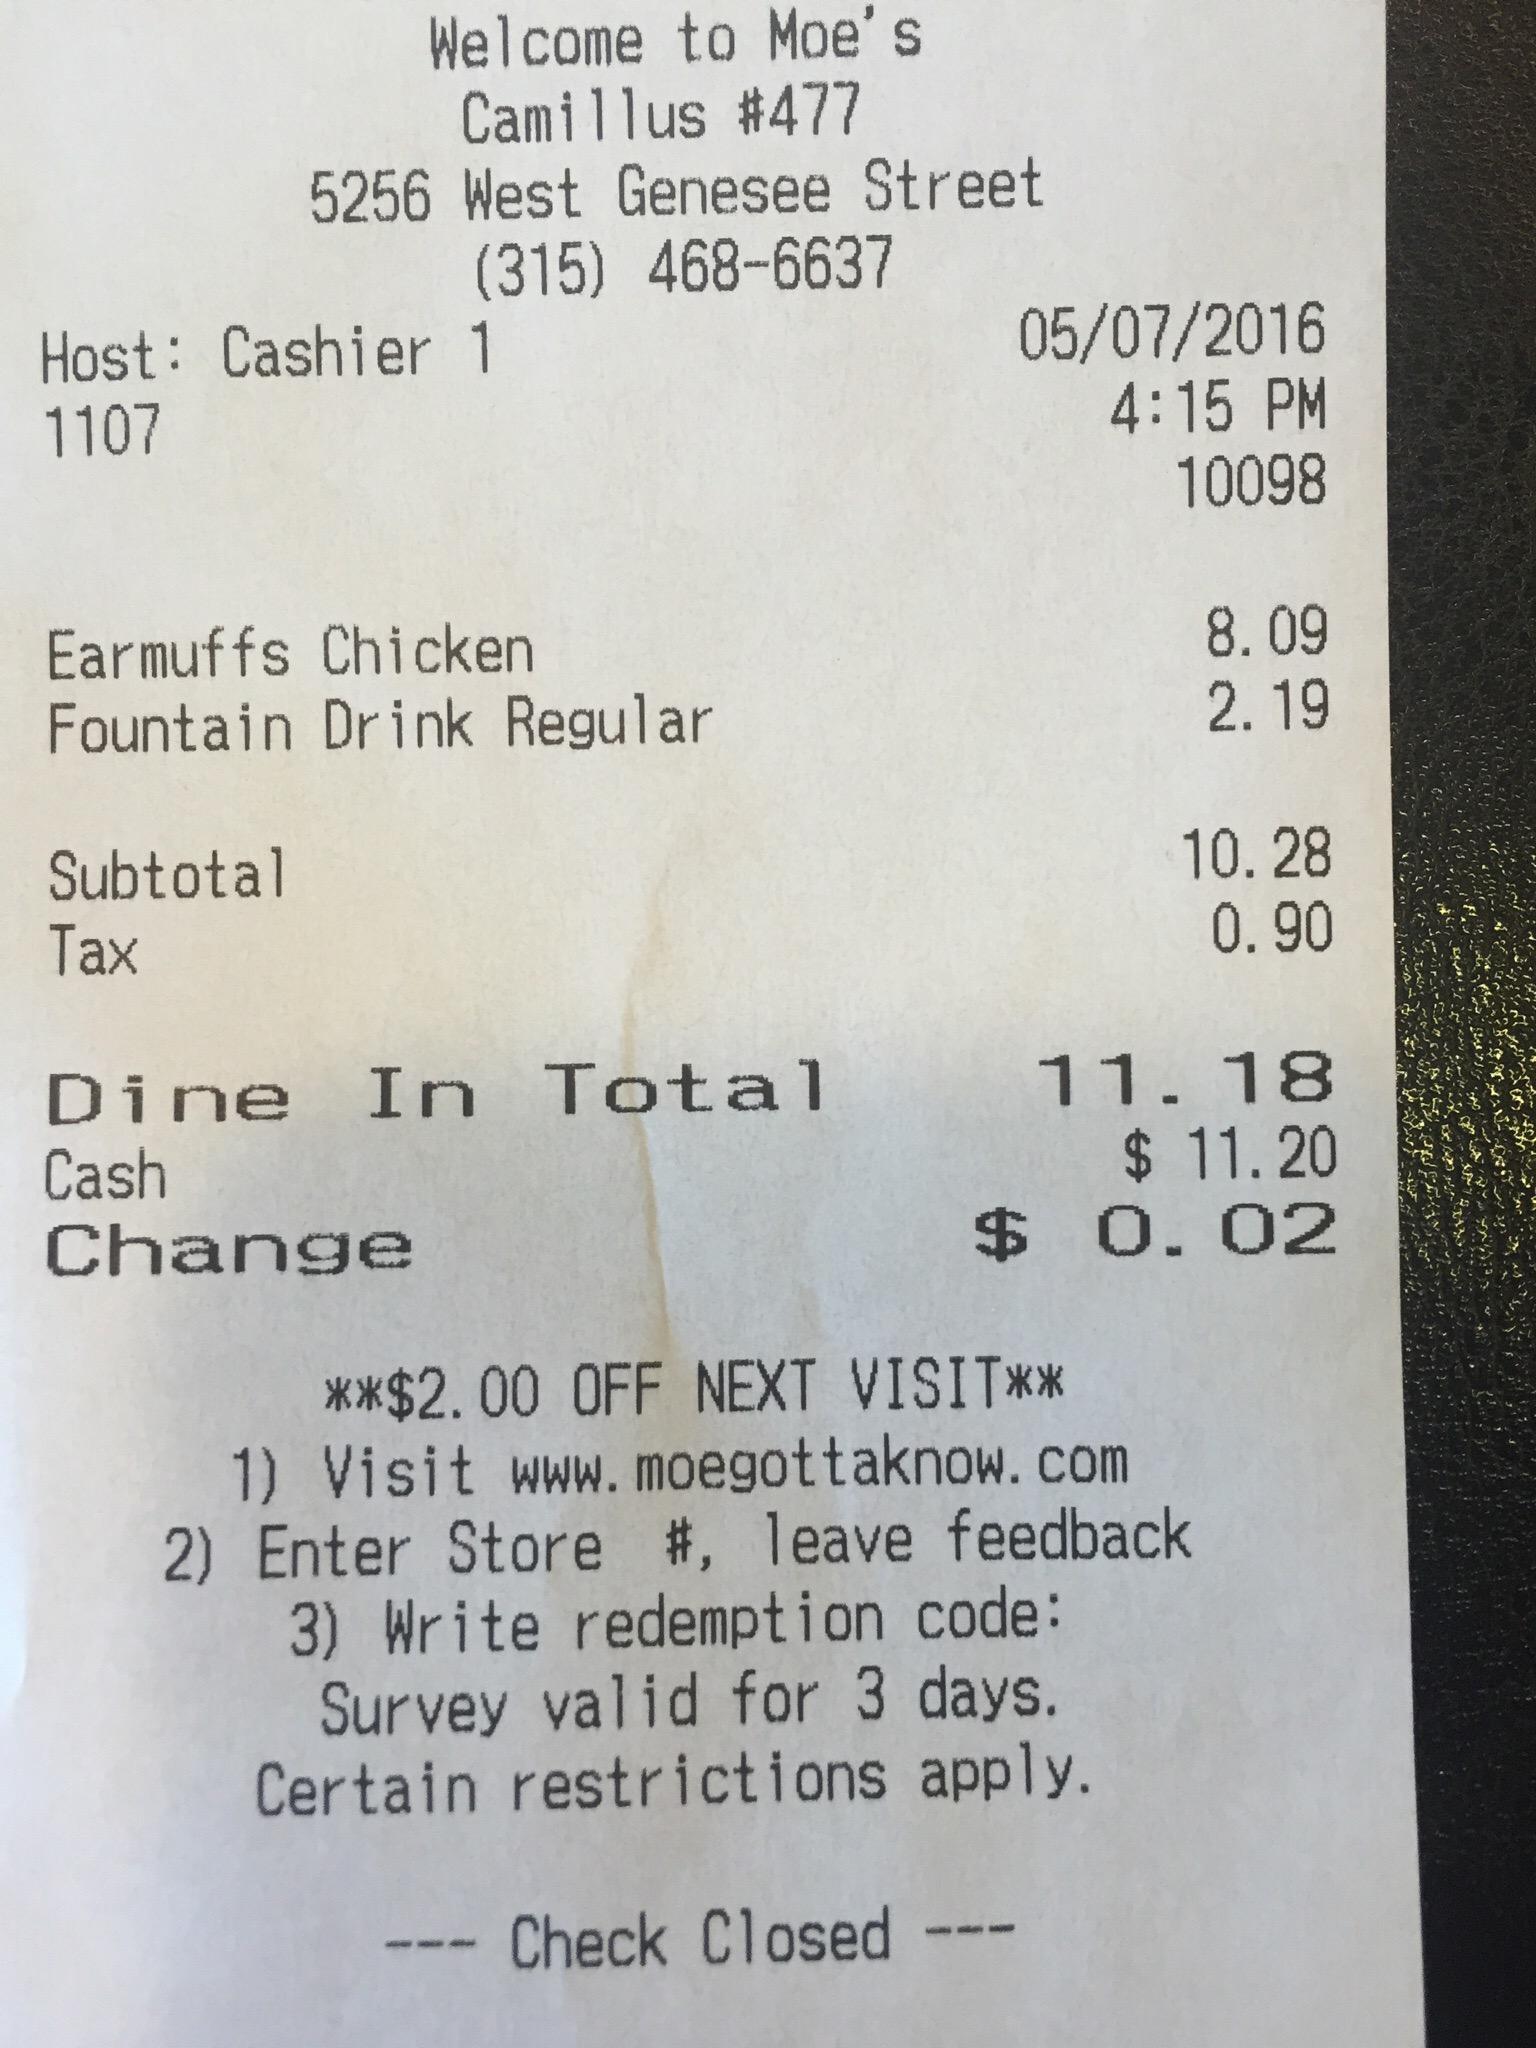 Welcome to Moe's
Camillus #477
5256 West Genesee Street
(315) 468-6637
Host: Cashier 1 05/07/2016
1107 4:15 PM
10098
Earmuffs Chicken 8.09
Fountain Drink Regular 2.19
Subtotal 10.28
Tax 0.90
Dine In Total 11.18
Cash $ 11.20
Change $ 0.02
**$2.00 OFF NEXT VISIT**
1) Visit www.moegottaknow.com
2) Enter Store #, leave feedback
3) Write redemption code:
Survey valid for 3 days.
Certain restrictions apply.
--- Check Closed ---